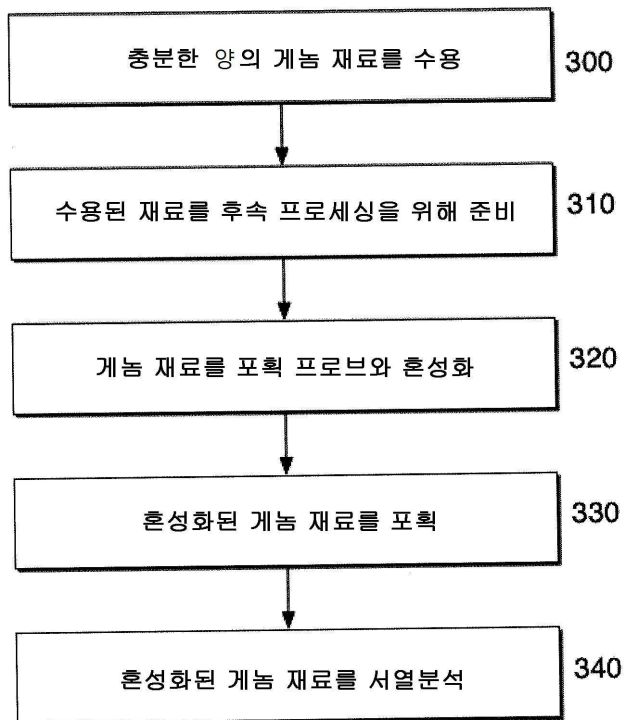 충분한 양의 게놈 재료를 수용 300
수용된 재료를 후속 프로세싱을 위해 준비 310
게놈 재료를 포획 프로브와 혼성화 320
혼성화된 게놈 재료를 포획 330
혼성화된 게놈 재료를 서열분석 340